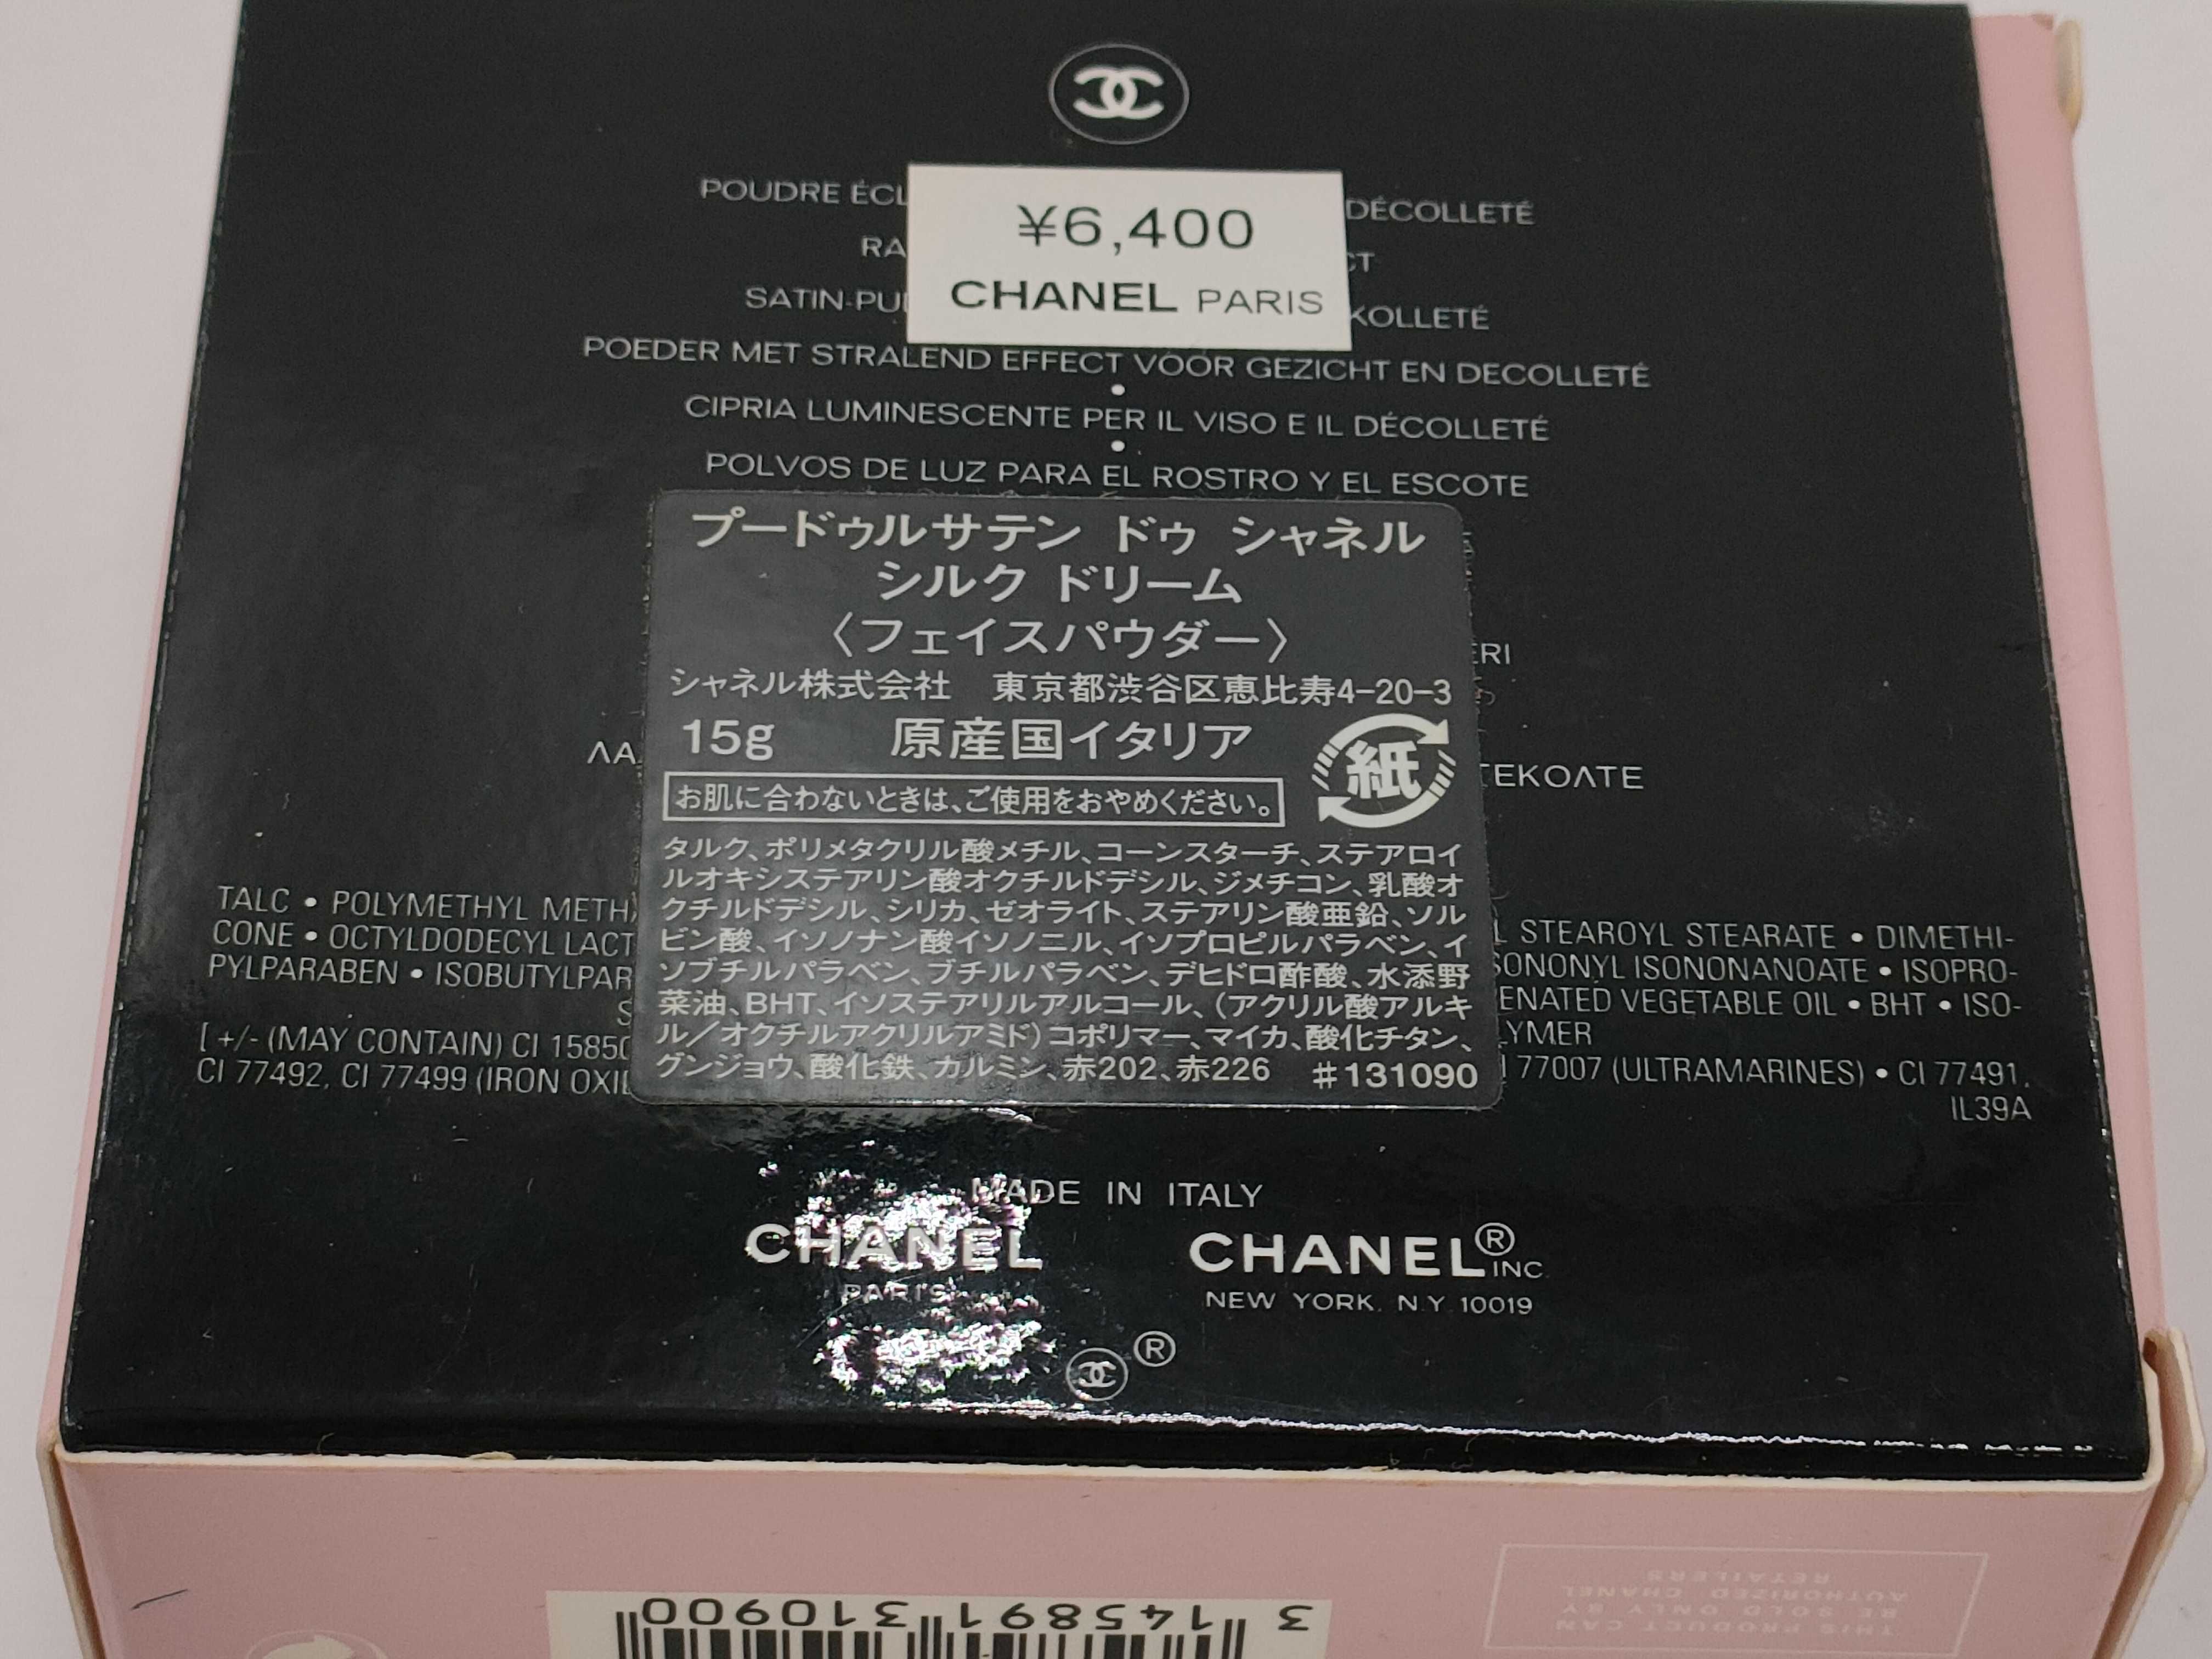 POUDRE ÉCL DÉCOLLETÉ
¥6,400
CHANEL PARIS
POEDER MET STRALEND EFFECT VOOR GEZICHT EN DECOLLETÉ
CIPRIA LUMINESCENTE PER IL VISO E IL DÉCOLLETÉ
POLVOS DE LUZ PARA EL ROSTRO Y EL ESCOTE
プードゥルサテン ドゥ シャネル
シルク ドリーム
〈フェイスパウダー〉
シャネル株式会社 東京都渋谷区恵比寿4-20-3
15g 原産国イタリア
紙
お肌に合わないときは、ご使用をおやめください。
タルク、ポリメタクリル酸メチル、コーンスターチ、ステアロイ
ルオキシステアリン酸オクチルドデシル、ジメチコン、乳酸オ
クチルドデシル、シリカ、ゼオライト、ステアリン酸亜鉛、ソル
ビン酸、イソノナン酸イソノニル、イソプロピルパラベン、イ
ソブチルパラベン、ブチルパラベン、デヒドロ酢酸、水添野
菜油、BHT、イソステアリルアルコール、(アクリル酸アルキ
ル/オクチルアクリルアミド)コポリマー、マイカ、酸化チタン、
グンジョウ、酸化鉄、カルミン、赤202、赤226 #131090
TALC • POLYMETHYL METH L STEAROYL STEARATE • DIMETHI-
CONE • OCTYLDODECYL LACT SONONYL ISONONANOATE • ISOPRO-
PYLPARABEN • ISOBUTYLPAR ENATED VEGETABLE OIL • BHT • ISO-
LYMER
[ +/- (MAY CONTAIN) CI 15850 I 77007 (ULTRAMARINES) • CI 77491,
CI 77492, CI 77499 (IRON OXI
IL39A
MADE IN ITALY
CHANEL CHANEL® INC
PARIS NEW YORK, N.Y. 10019
®
3 145891 310900
THIS PRODUCT CAN
BE SOLD ONLY BY
AUTHORIZED CHANEL
RETAILERS